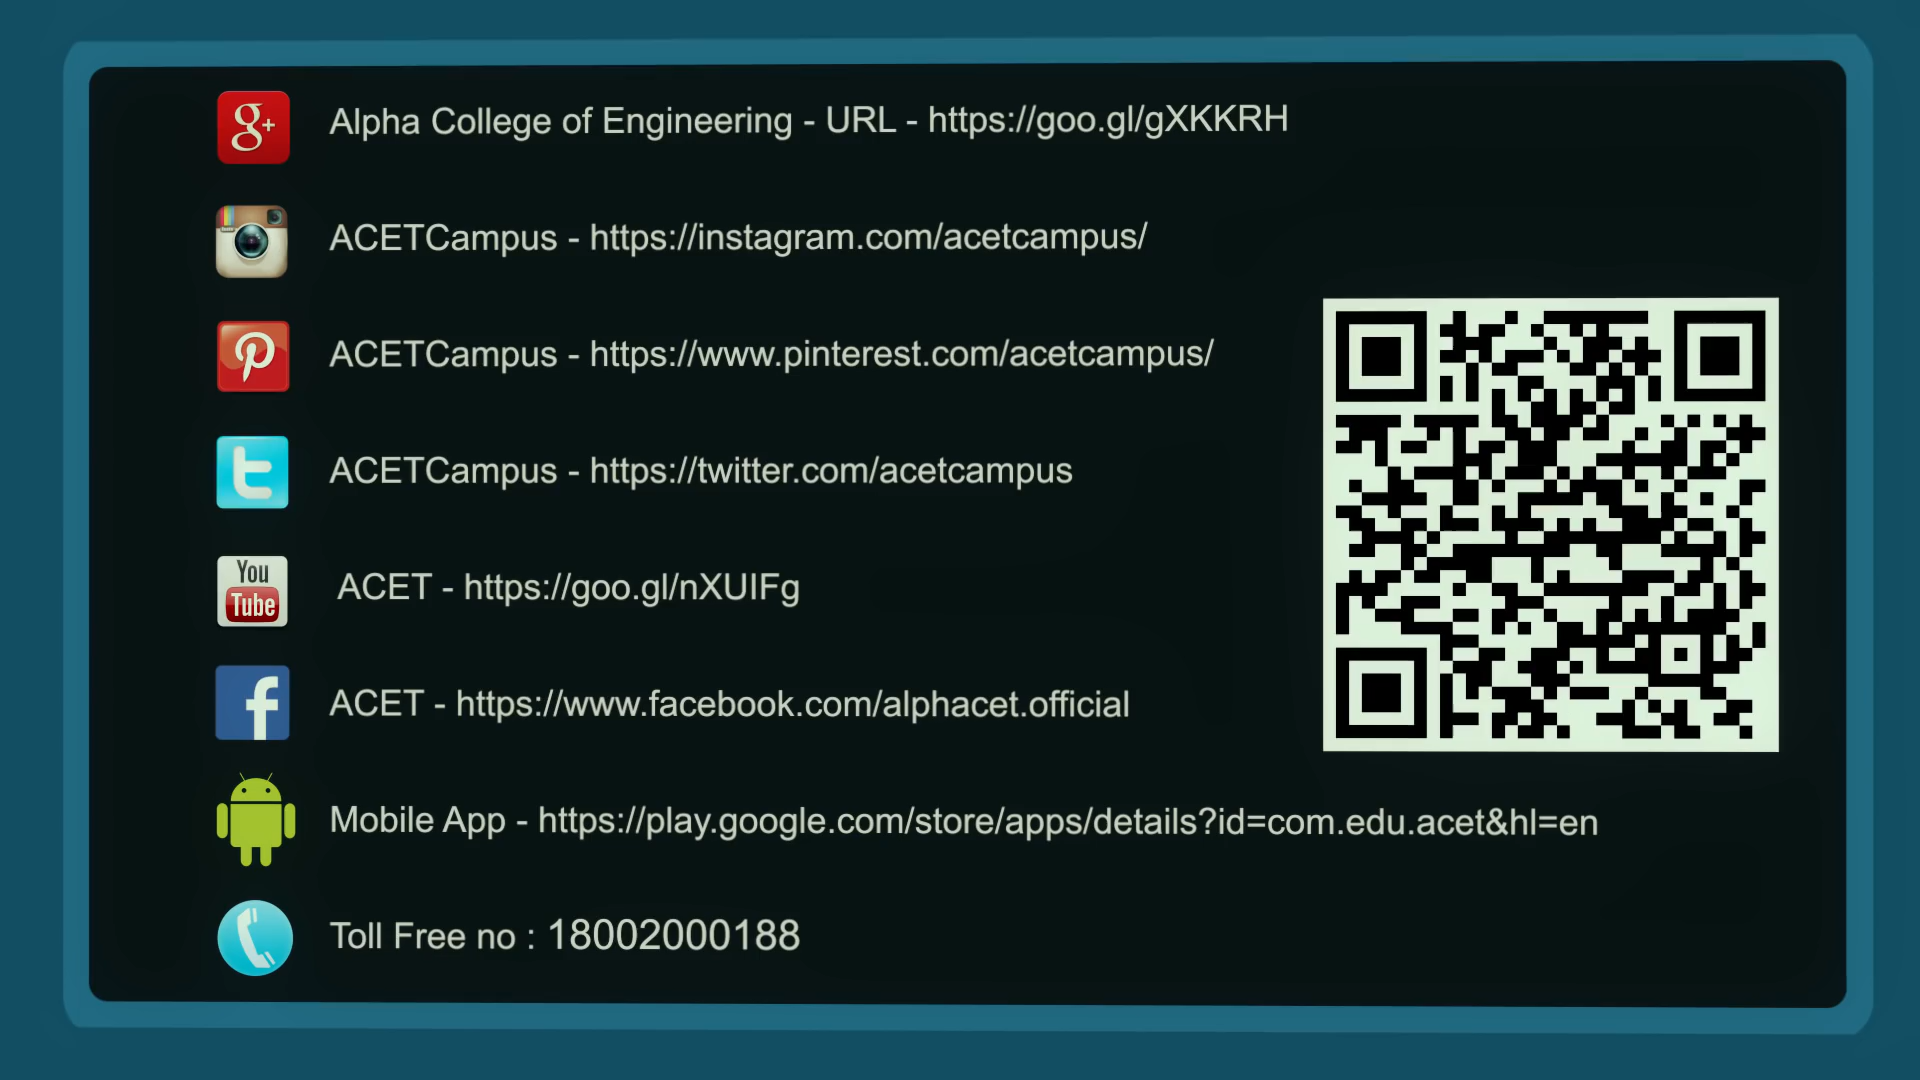 g+ Alpha College of Engineering - URL - https://goo.gl/gXKKRH
ACETCampus - https://instagram.com/acetcampus/
ACETCampus - https://www.pinterest.com/acetcampus/
ACETCampus - https://twitter.com/acetcampus
You Tube ACET - https://goo.gl/nXUIFg
f ACET - https://www.facebook.com/alphacet.official
Mobile App - https://play.google.com/store/apps/details?id=com.edu.acet&hl=en
Toll Free no : 18002000188